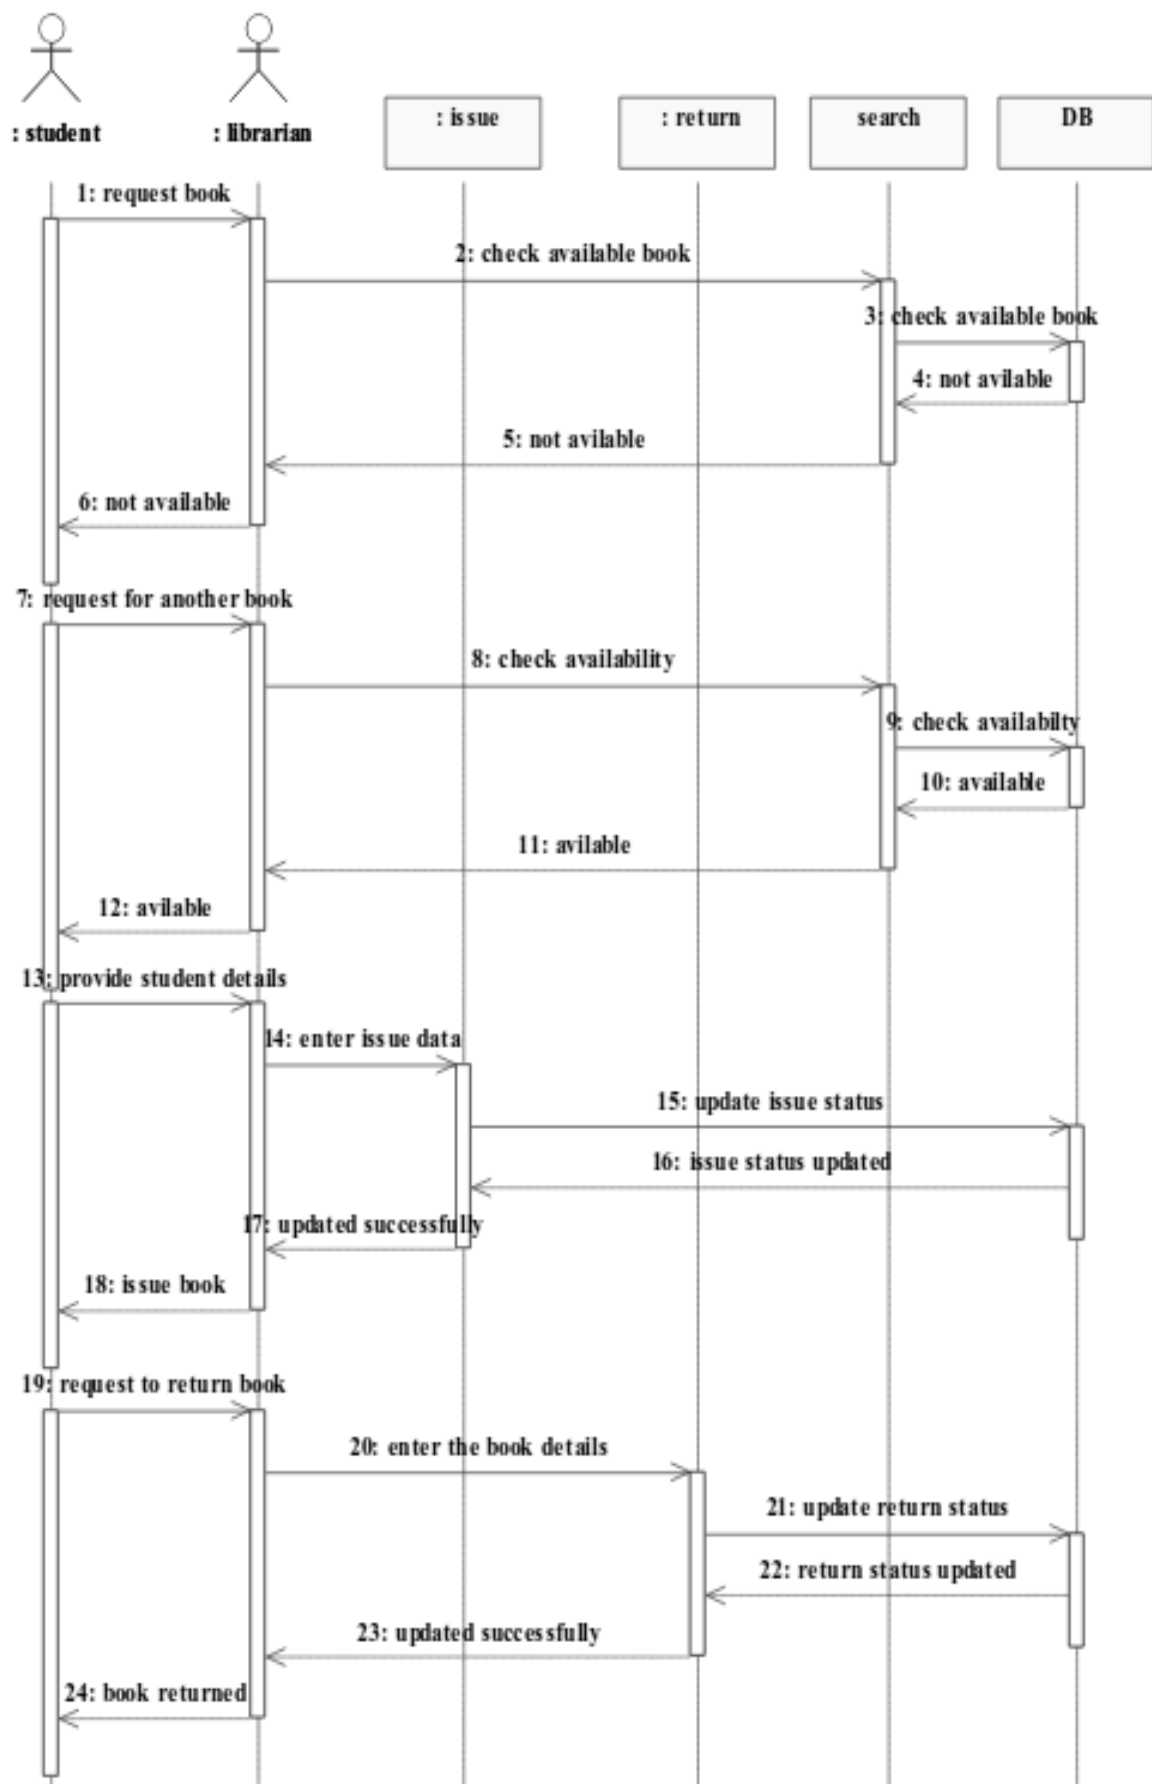 : student
: librarian
: issue
: return
search
DB
1: request book
2: check available book
3: check available book
4: not avilable
5: not avilable
6: not available
7: request for another book
8: check availability
9: check availabilty
10: available
11: avilable
12: avilable
13: provide student details
14: enter issue data
15: update issue status
16: issue status updated
17: updated successfully
18: issue book
19: request to return book
20: enter the book details
21: update return status
22: return status updated
23: updated successfully
24: book returned